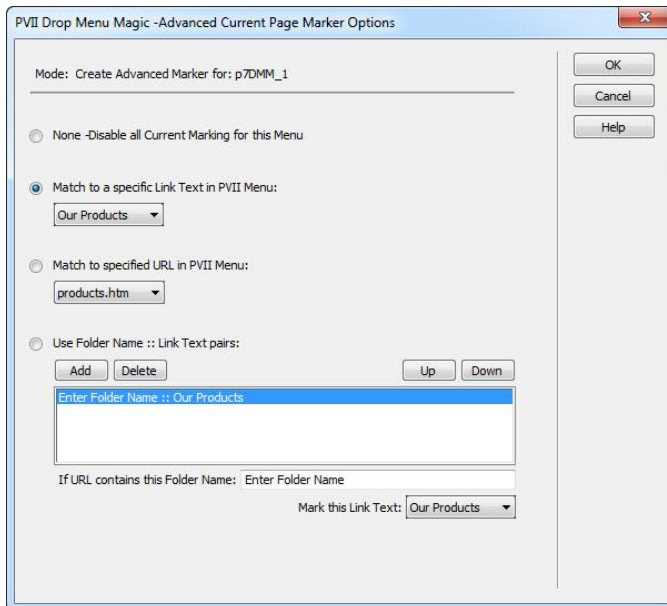 PVII Drop Menu Magic -Advanced Current Page Marker Options
Mode: Create Advanced Marker for: p7DMM_1
OK
Cancel
Help
None -Disable all Current Marking for this Menu
Match to a specific Link Text in PVII Menu:
Our Products
Match to specified URL in PVII Menu:
products.htm
Use Folder Name :: Link Text pairs:
Add Delete Up Down
Enter Folder Name :: Our Products
If URL contains this Folder Name: Enter Folder Name
Mark this Link Text: Our Products